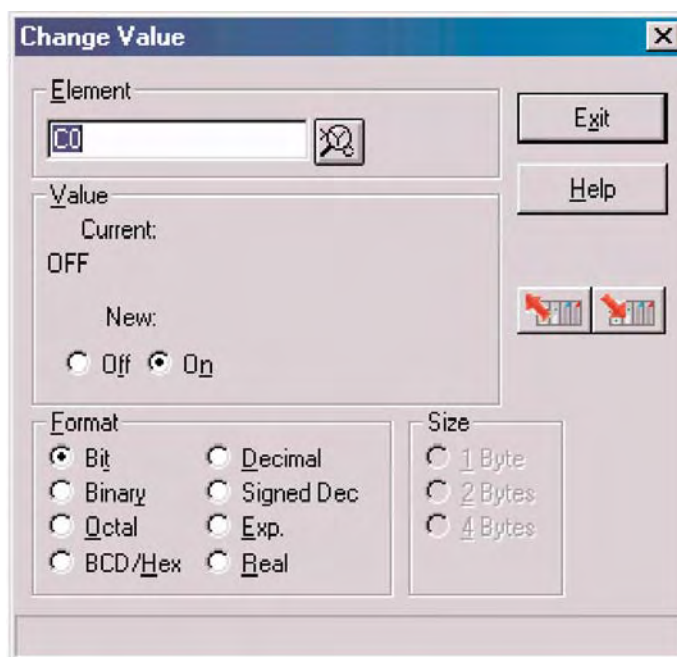 Change Value
Element
C0
Exit
Help
Value
Current:
OFF
New:
Off On
Format
Bit Decimal
Binary Signed Dec
Octal Exp.
BCD/Hex Real
Size
1 Byte
2 Bytes
4 Bytes